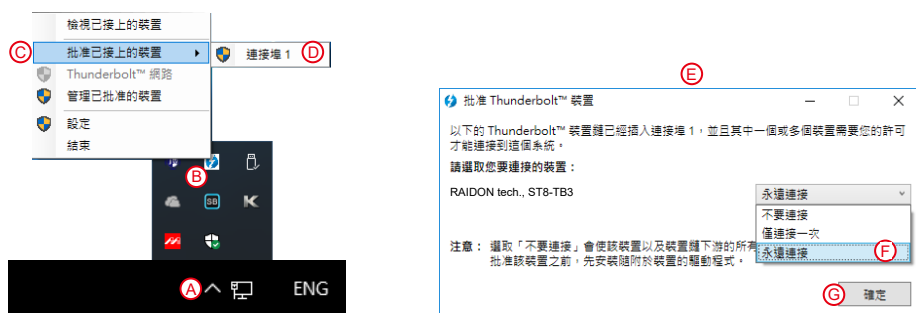 檢視已接上的裝置
C 批准已接上的裝置 連接埠 1 D
Thunderbolt™ 網路
管理已批准的裝置
設定
結束
B
SB K
A ENG
E
批准 Thunderbolt™ 裝置
以下的 Thunderbolt™ 裝置鏈已經插入連接埠 1，並且其中一個或多個裝置需要您的許可
才能連接到這個系統。
請選取您要連接的裝置：
RAIDON tech., ST8-TB3 永遠連接
不要連接
僅連接一次
永遠連接 F
注意： 選取「不要連接」會使該裝置以及裝置鏈下游的所有
批准該裝置之前，先安裝隨附於裝置的驅動程式。
G 確定